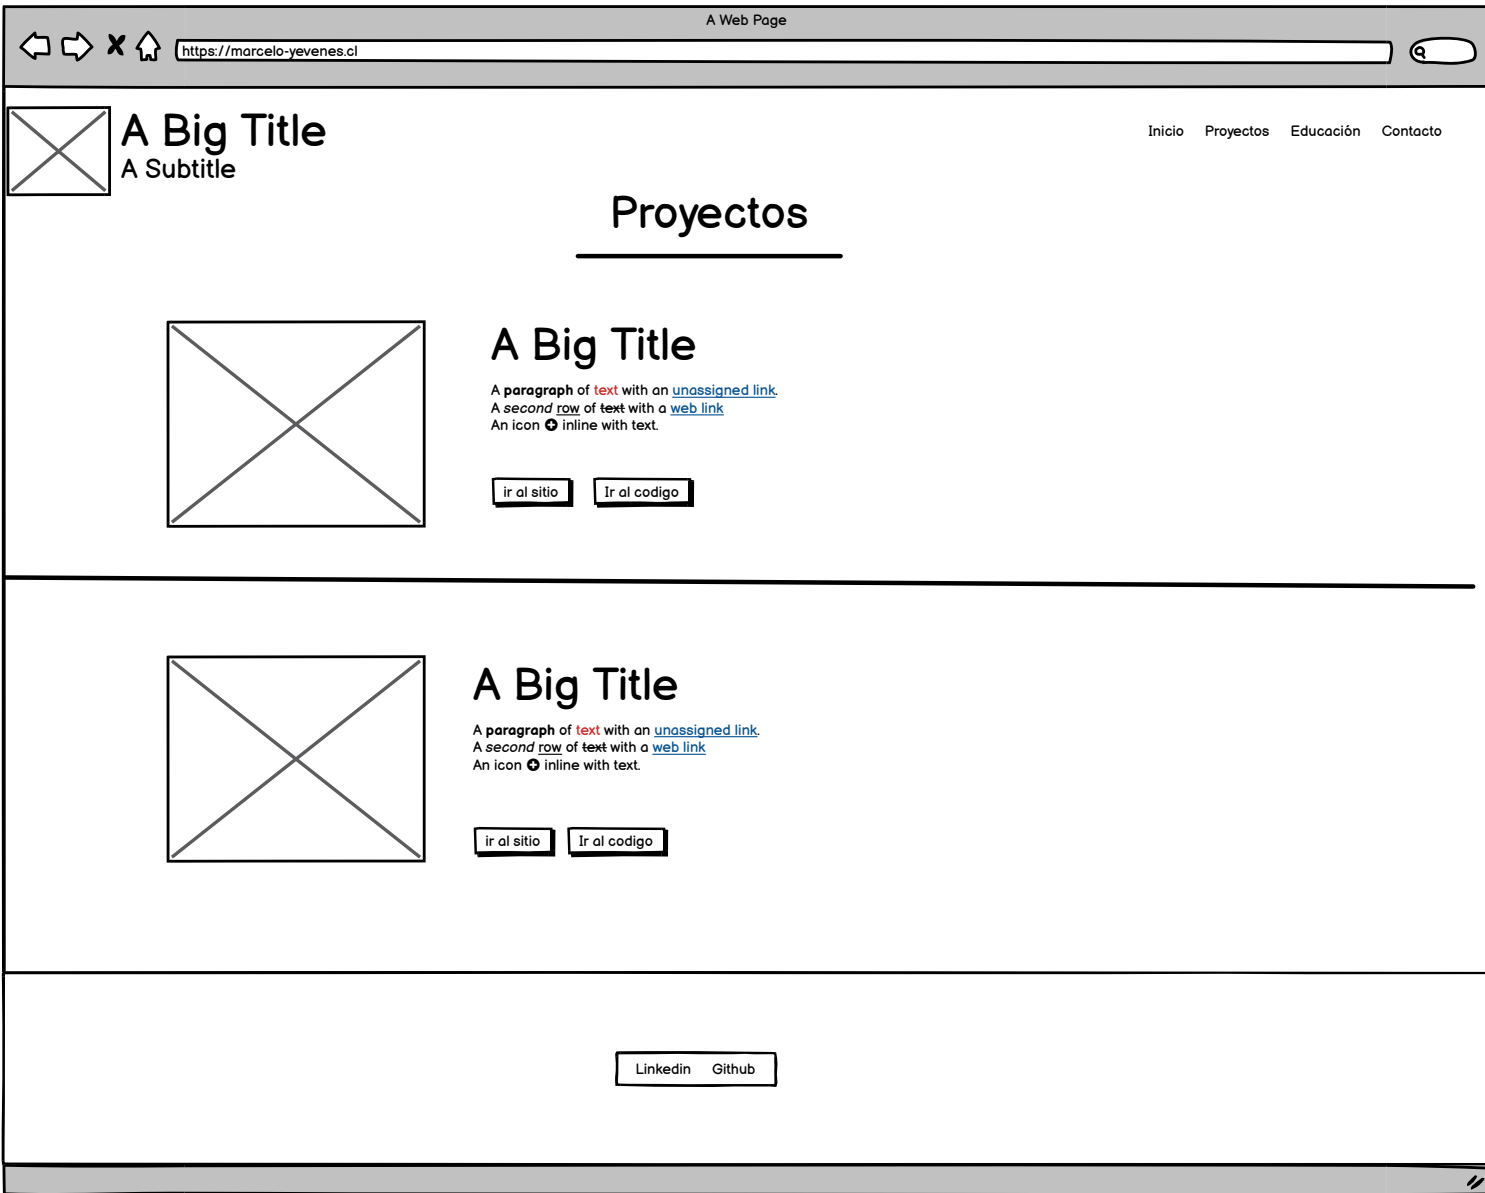 A Web Page
https://marcelo-yevenes.cl
A Big Title
A Subtitle
Inicio Proyectos Educación Contacto
Proyectos
A Big Title
A paragraph of text with an unassigned link.
A second row of text with a web link
An icon inline with text.
ir al sitio Ir al codigo
A Big Title
A paragraph of text with an unassigned link.
A second row of text with a web link
An icon inline with text.
ir al sitio Ir al codigo
Linkedin Github